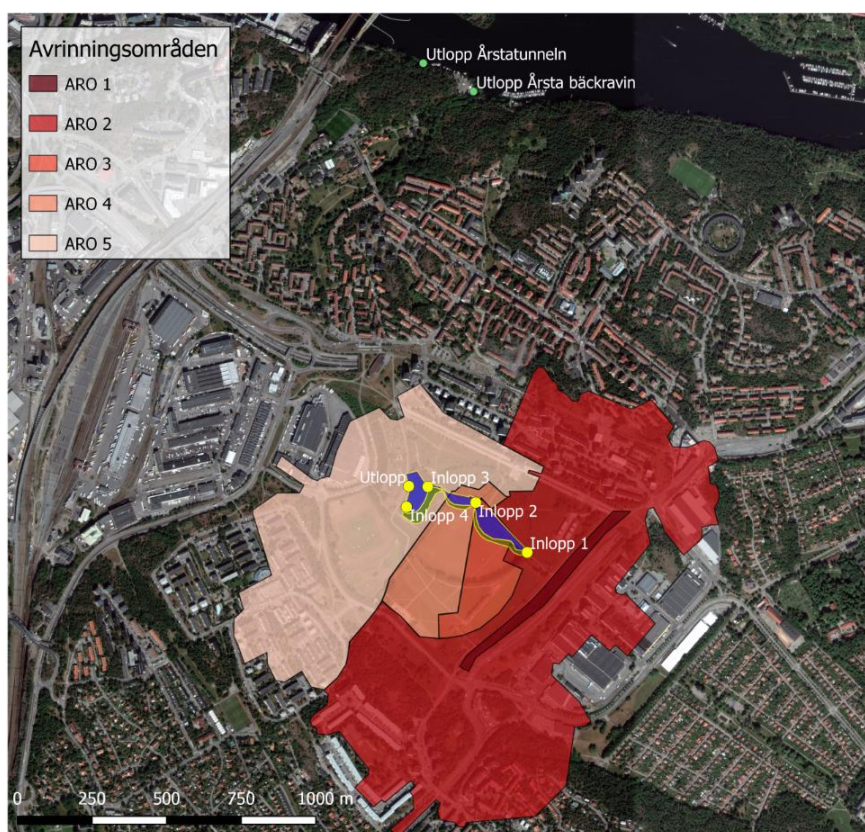 Avrinningsområden
ARO 1
ARO 2
ARO 3
ARO 4
ARO 5
Utlopp Årstatunneln
Utlopp Årsta bäckravin
Utlopp
Inlopp 3
Inlopp 4
Inlopp 2
Inlopp 1
0 250 500 750 1000 m